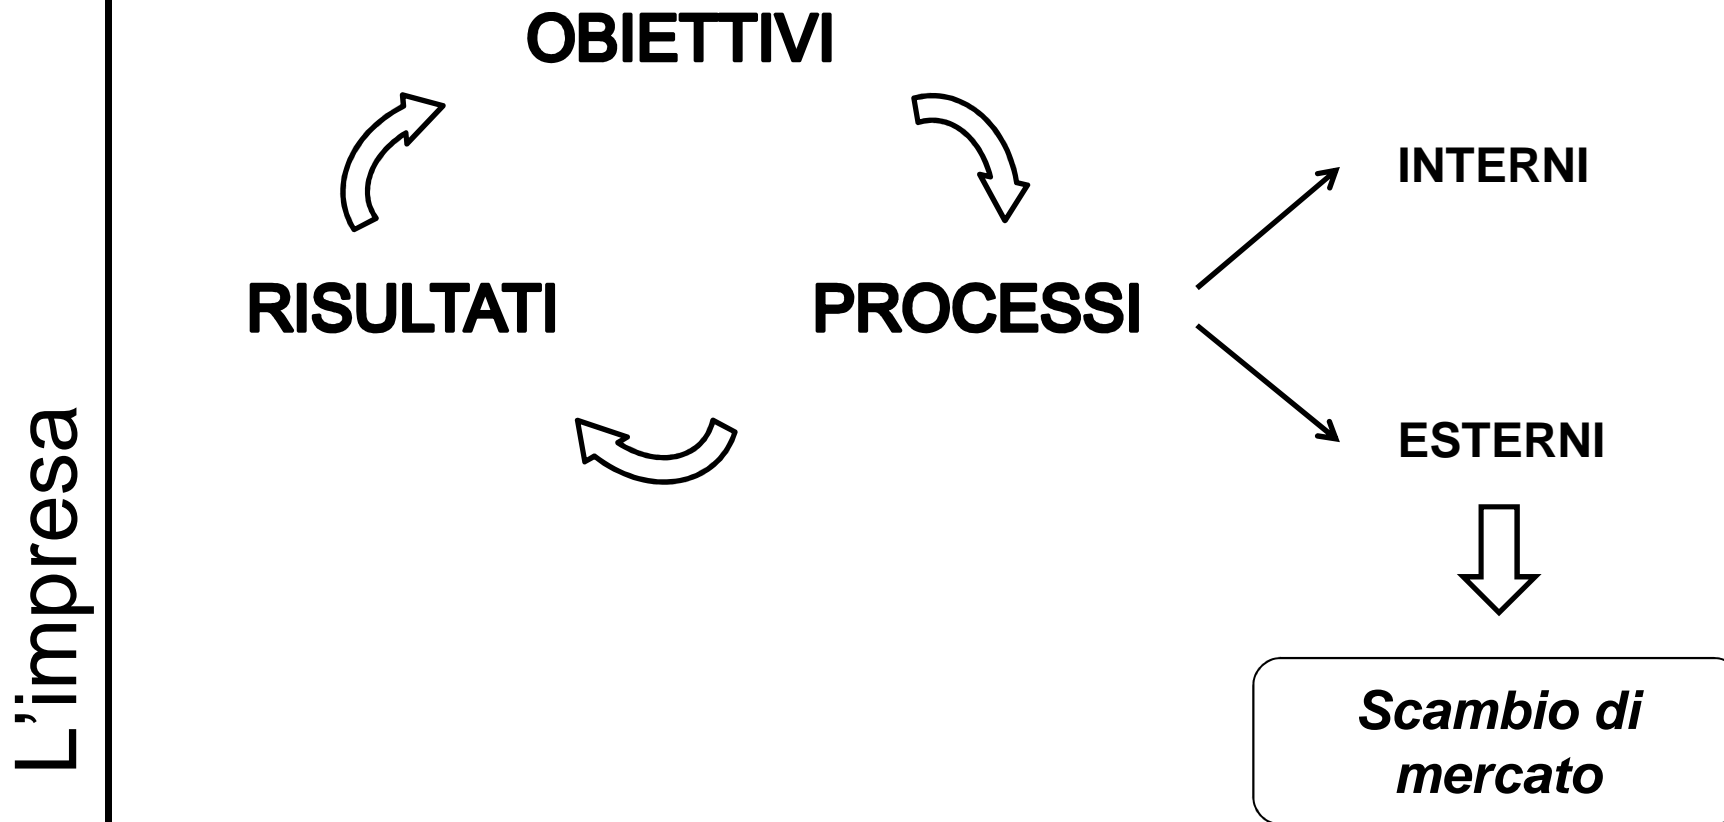 L'impresa
OBIETTIVI
INTERNI
RISULTATI
PROCESSI
ESTERNI
Scambio di
mercato